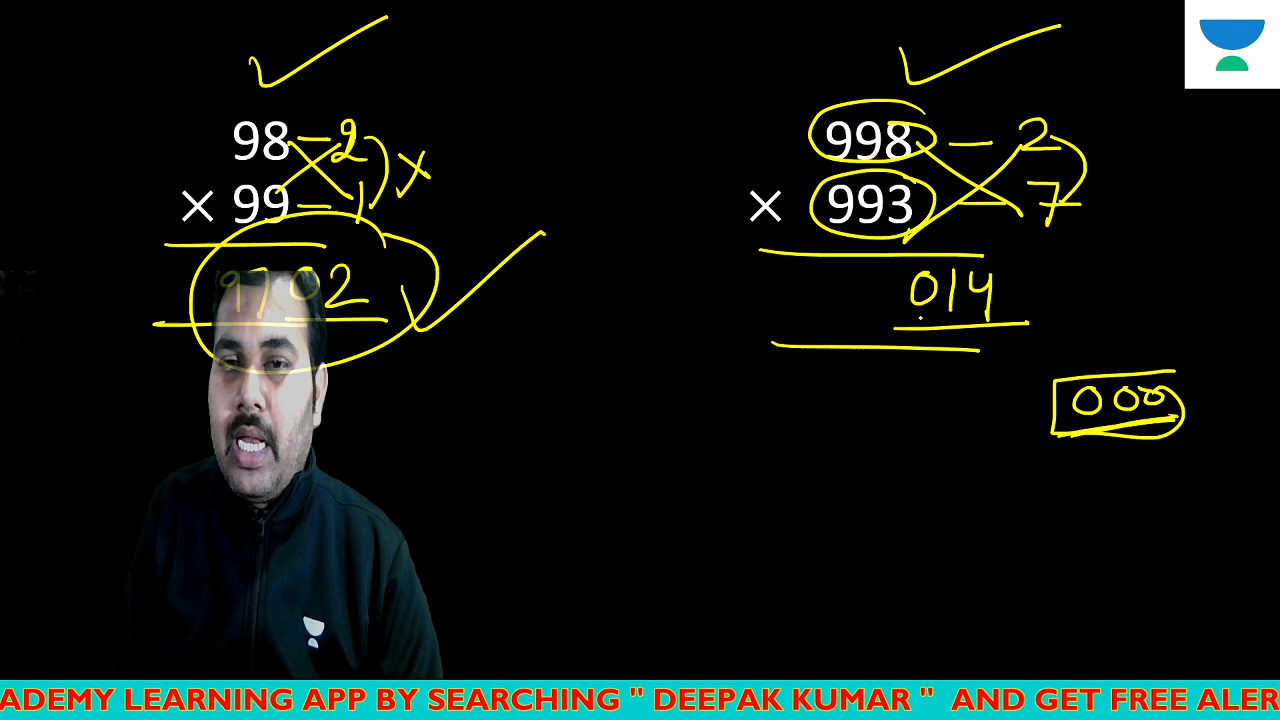 98 - 2
× 99 - 1
×
9702
998 - 2
× 993 - 7
014
000
ADEMY LEARNING APP BY SEARCHING " DEEPAK KUMAR " AND GET FREE ALER